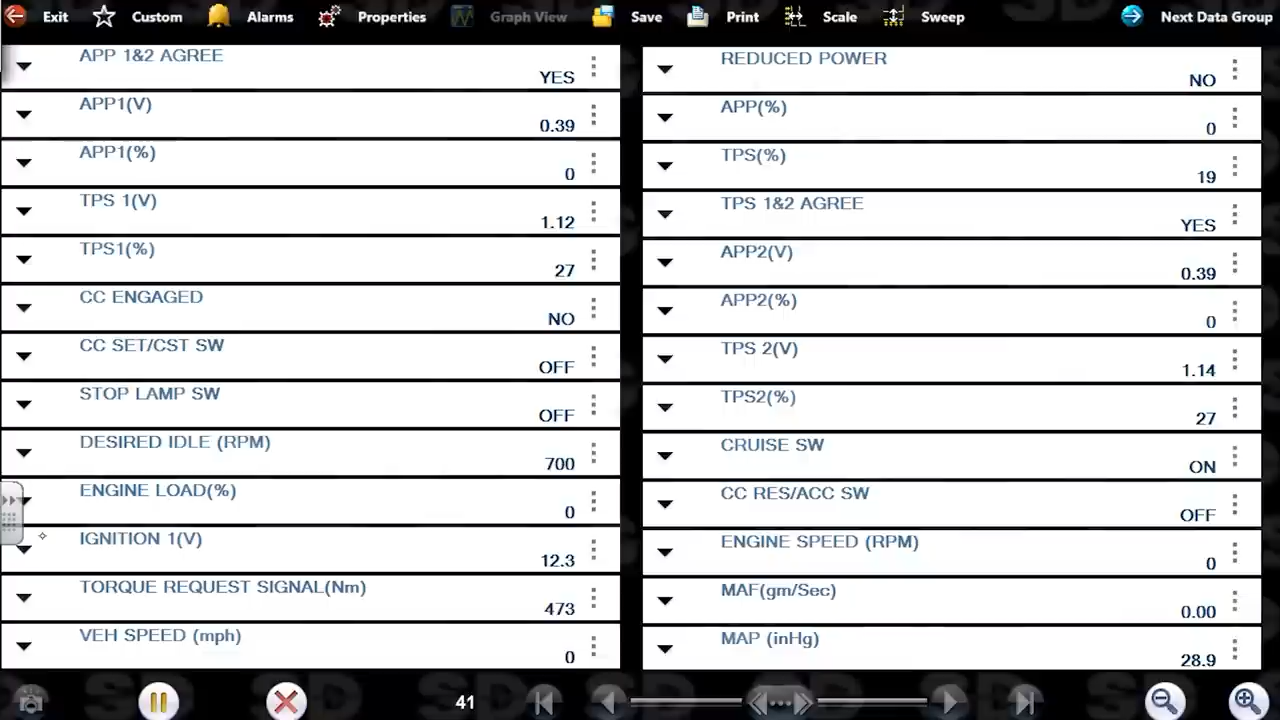 Exit Custom Alarms Properties Graph View Save Print Scale Sweep Next Data Group
APP 1&2 AGREE
YES
APP1(V)
0.39
APP1(%)
0
TPS 1(V)
1.12
TPS1(%)
27
CC ENGAGED
NO
CC SET/CST SW
OFF
STOP LAMP SW
OFF
DESIRED IDLE (RPM)
700
ENGINE LOAD(%)
0
IGNITION 1(V)
12.3
TORQUE REQUEST SIGNAL(Nm)
473
VEH SPEED (mph)
0
REDUCED POWER
NO
APP(%)
0
TPS(%)
19
TPS 1&2 AGREE
YES
APP2(V)
0.39
APP2(%)
0
TPS 2(V)
1.14
TPS2(%)
27
CRUISE SW
ON
CC RES/ACC SW
OFF
ENGINE SPEED (RPM)
0
MAF(gm/Sec)
0.00
MAP (inHg)
28.9
41